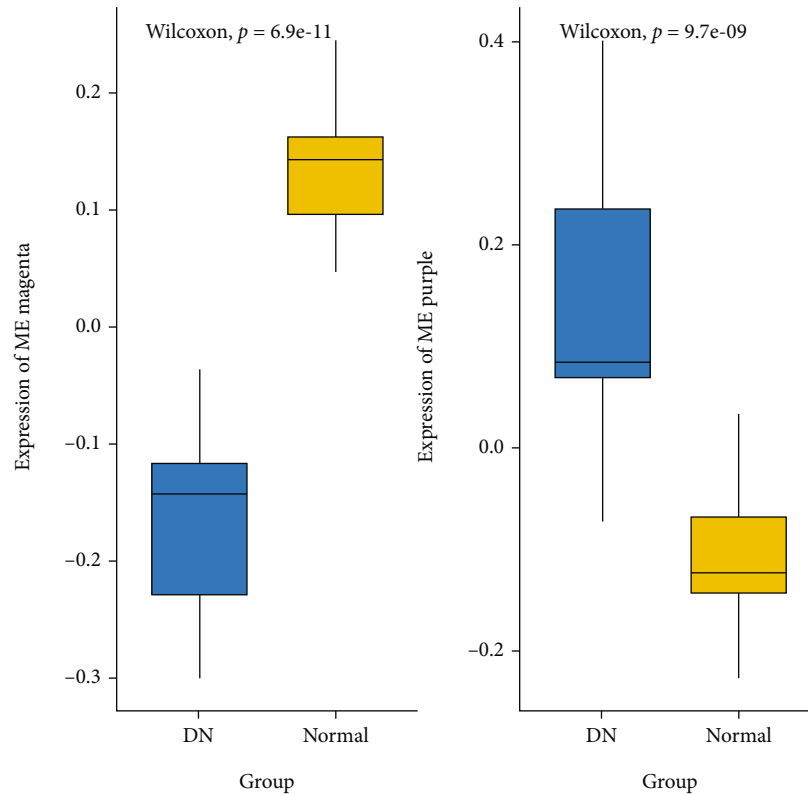 Wilcoxon, p = 6.9e-11
Expression of ME magenta
0.2
0.1
0.0
−0.1
−0.2
−0.3
DN
Normal
Group
Wilcoxon, p = 9.7e-09
Expression of ME purple
0.4
0.2
0.0
−0.2
DN
Normal
Group